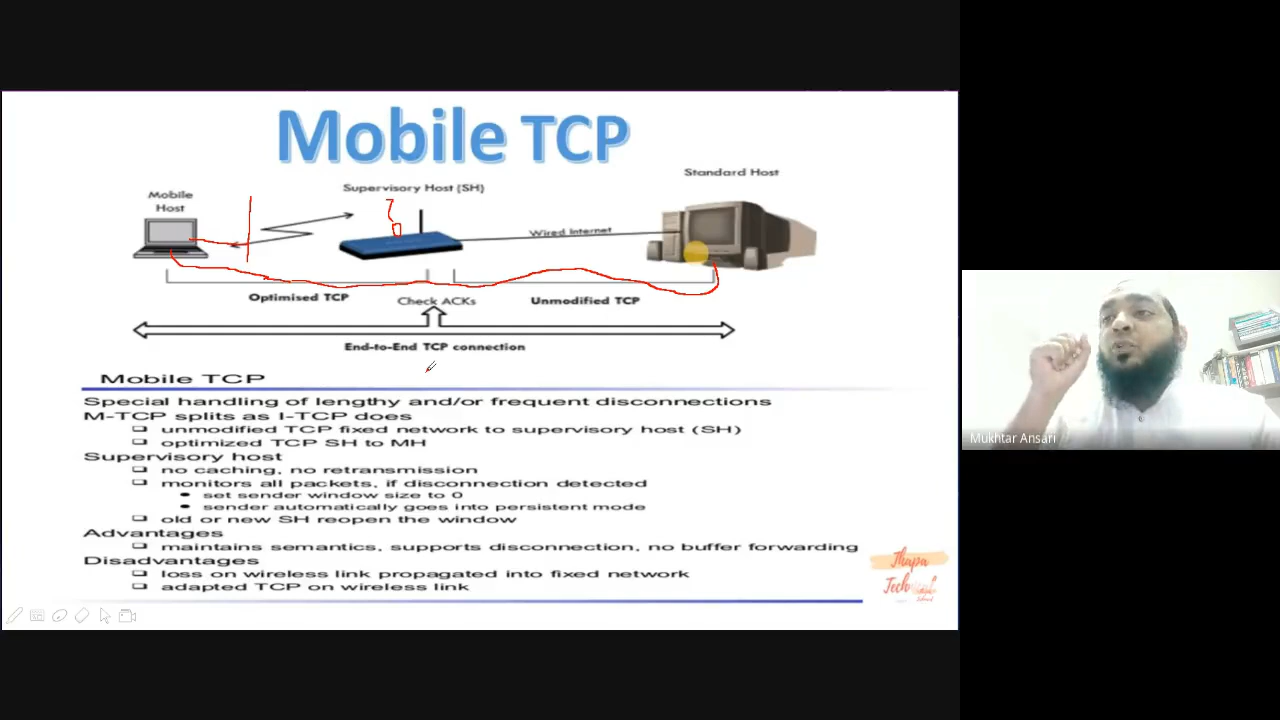 Mobile TCP
Standard Host
Mobile
Host
Supervisory Host (SH)
Wired Internet
Optimised TCP
Check ACKs
Unmodified TCP
End-to-End TCP connection
Mobile TCP
Special handling of lengthy and/or frequent disconnections
M-TCP splits as I-TCP does
unmodified TCP fixed network to supervisory host (SH)
optimized TCP SH to MH
Supervisory host
no caching, no retransmission
monitors all packets, if disconnection detected
set sender window size to 0
sender automatically goes into persistent mode
old or new SH reopen the window
Advantages
maintains semantics, supports disconnection, no buffer forwarding
Disadvantages
loss on wireless link propagated into fixed network
adapted TCP on wireless link
Thapa
Mukhtar Ansari